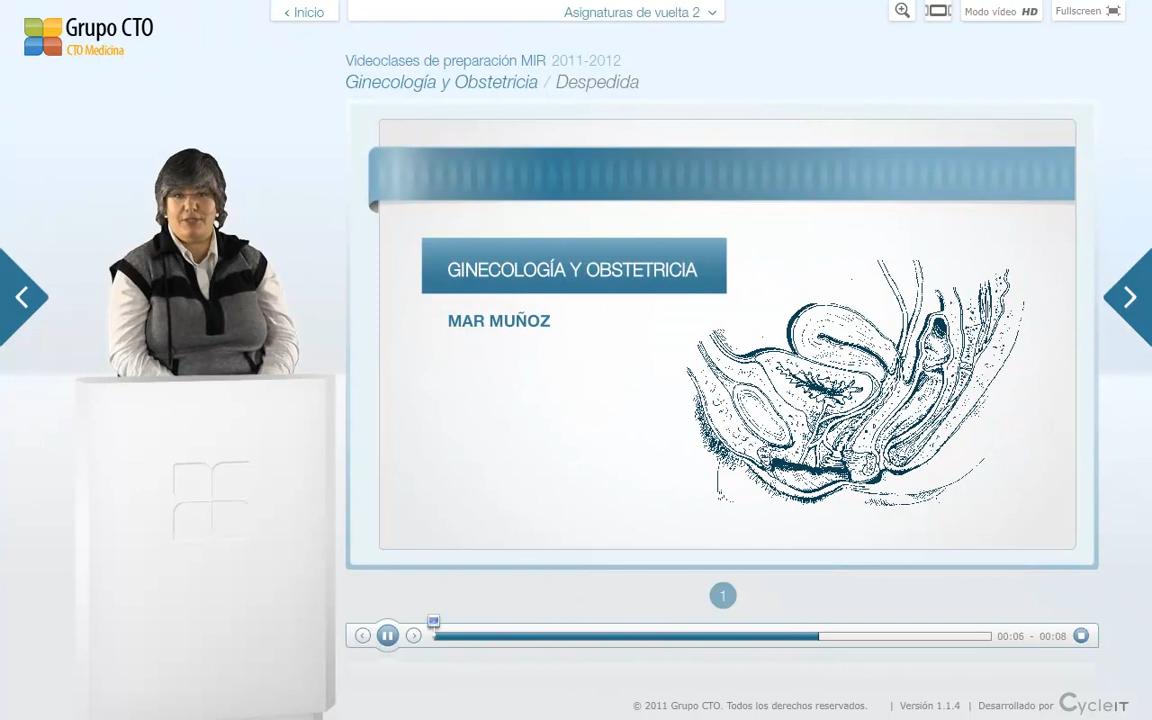 ‹ Inicio
Asignaturas de vuelta 2
Modo vídeo HD
Fullscreen
Grupo CTO
CTO Medicina
Videoclases de preparación MIR 2011-2012
Ginecología y Obstetricia / Despedida
GINECOLOGÍA Y OBSTETRICIA
MAR MUÑOZ
1
00:06 - 00:08
© 2011 Grupo CTO. Todos los derechos reservados. | Versión 1.1.4 | Desarrollado por CycleIT